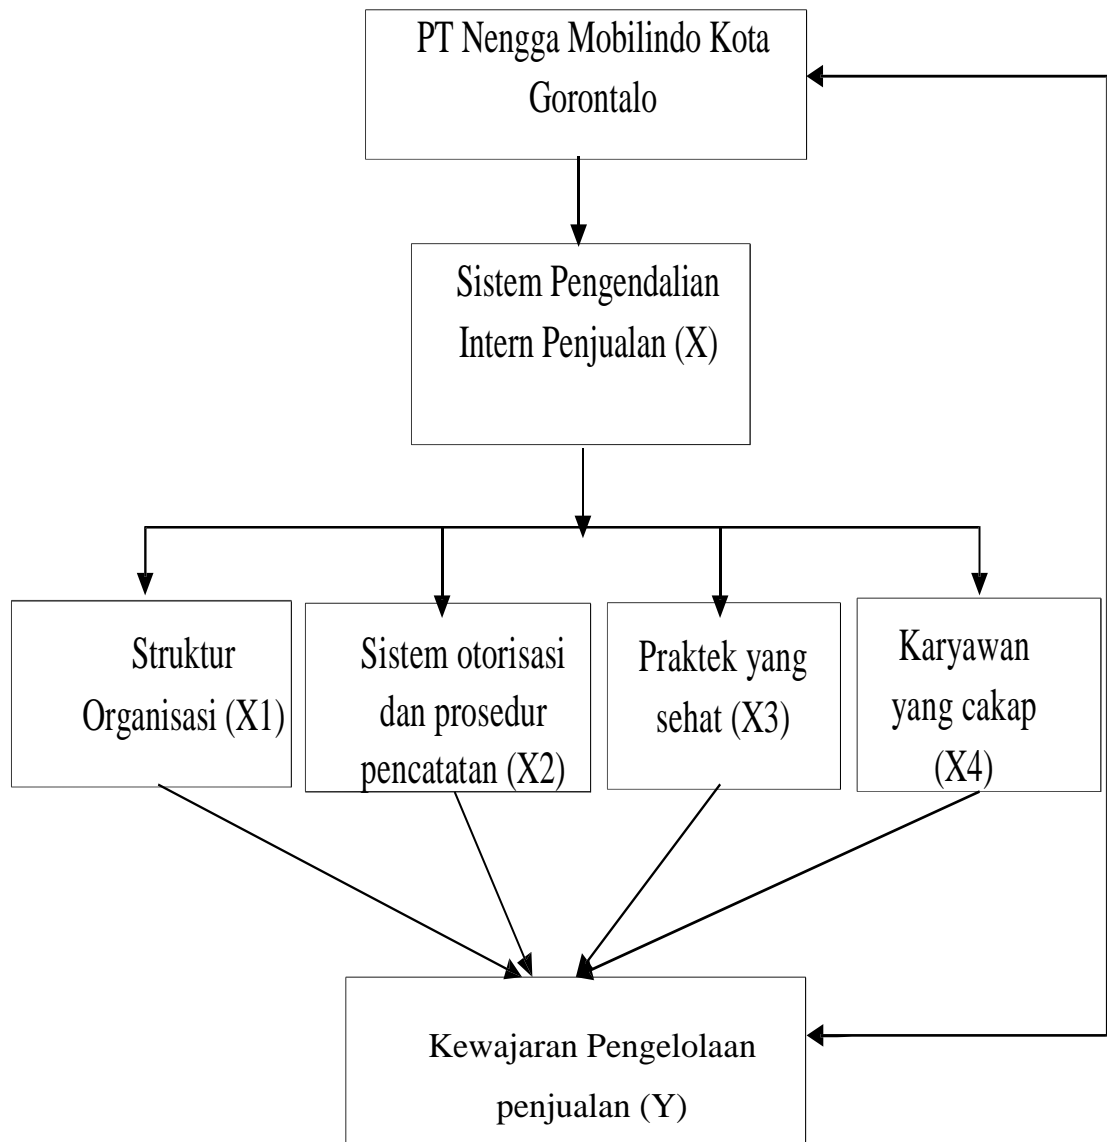 PT Nengga Mobilindo Kota
Gorontalo
Sistem Pengendalian
Intern Penjualan (X)
Struktur
Organisasi (X1)
Sistem otorisasi
dan prosedur
pencatatan (X2)
Praktek yang
sehat (X3)
Karyawan
yang cakap
(X4)
Kewajaran Pengelolaan
penjualan (Y)